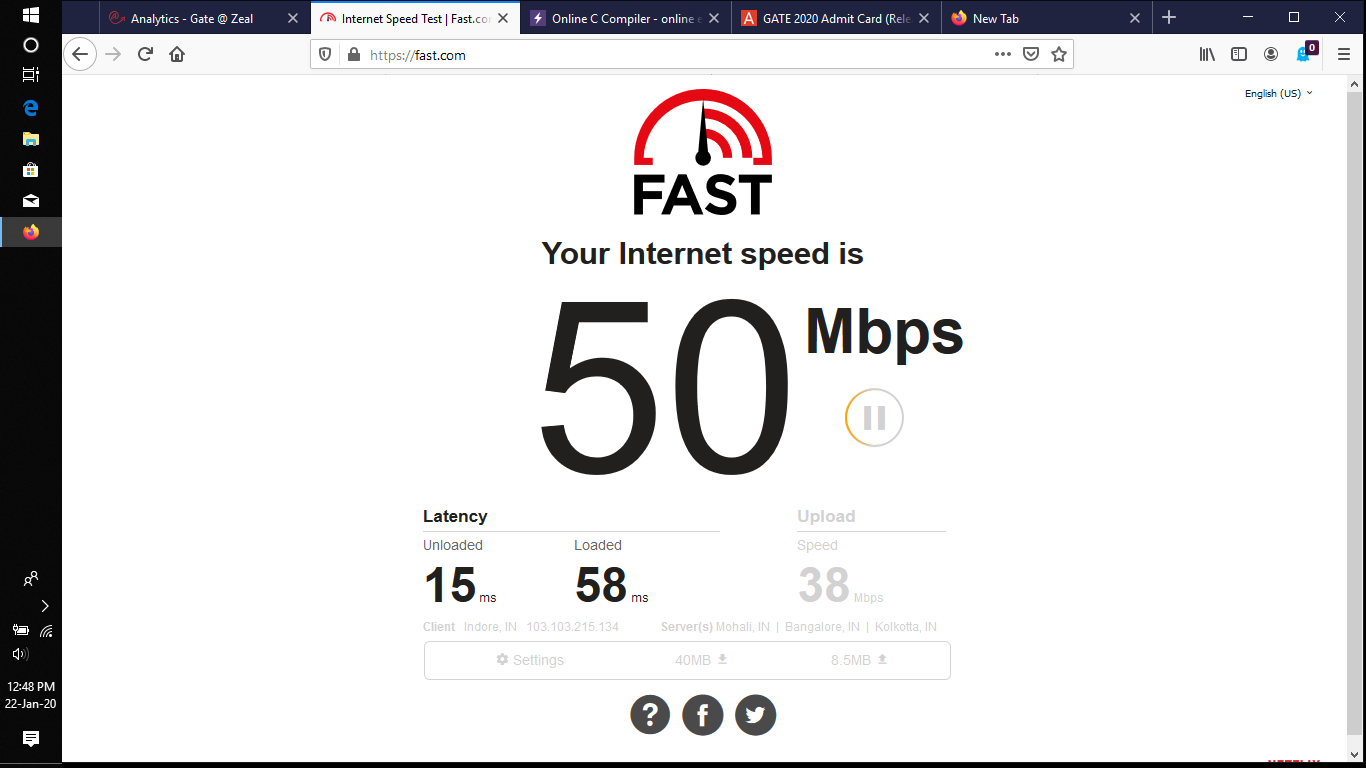 Analytics - Gate @ Zeal
Internet Speed Test | Fast.co
Online C Compiler - online e
GATE 2020 Admit Card (Rele
New Tab
https://fast.com
0
English (US)
FAST
Your Internet speed is
50 Mbps
Latency
Upload
Unloaded
Loaded
Speed
15 ms
58 ms
38 Mbps
Client Indore, IN 103.103.215.134
Server(s) Mohali, IN | Bangalore, IN | Kolkotta, IN
Settings
40MB
8.5MB
12:48 PM
22-Jan-20